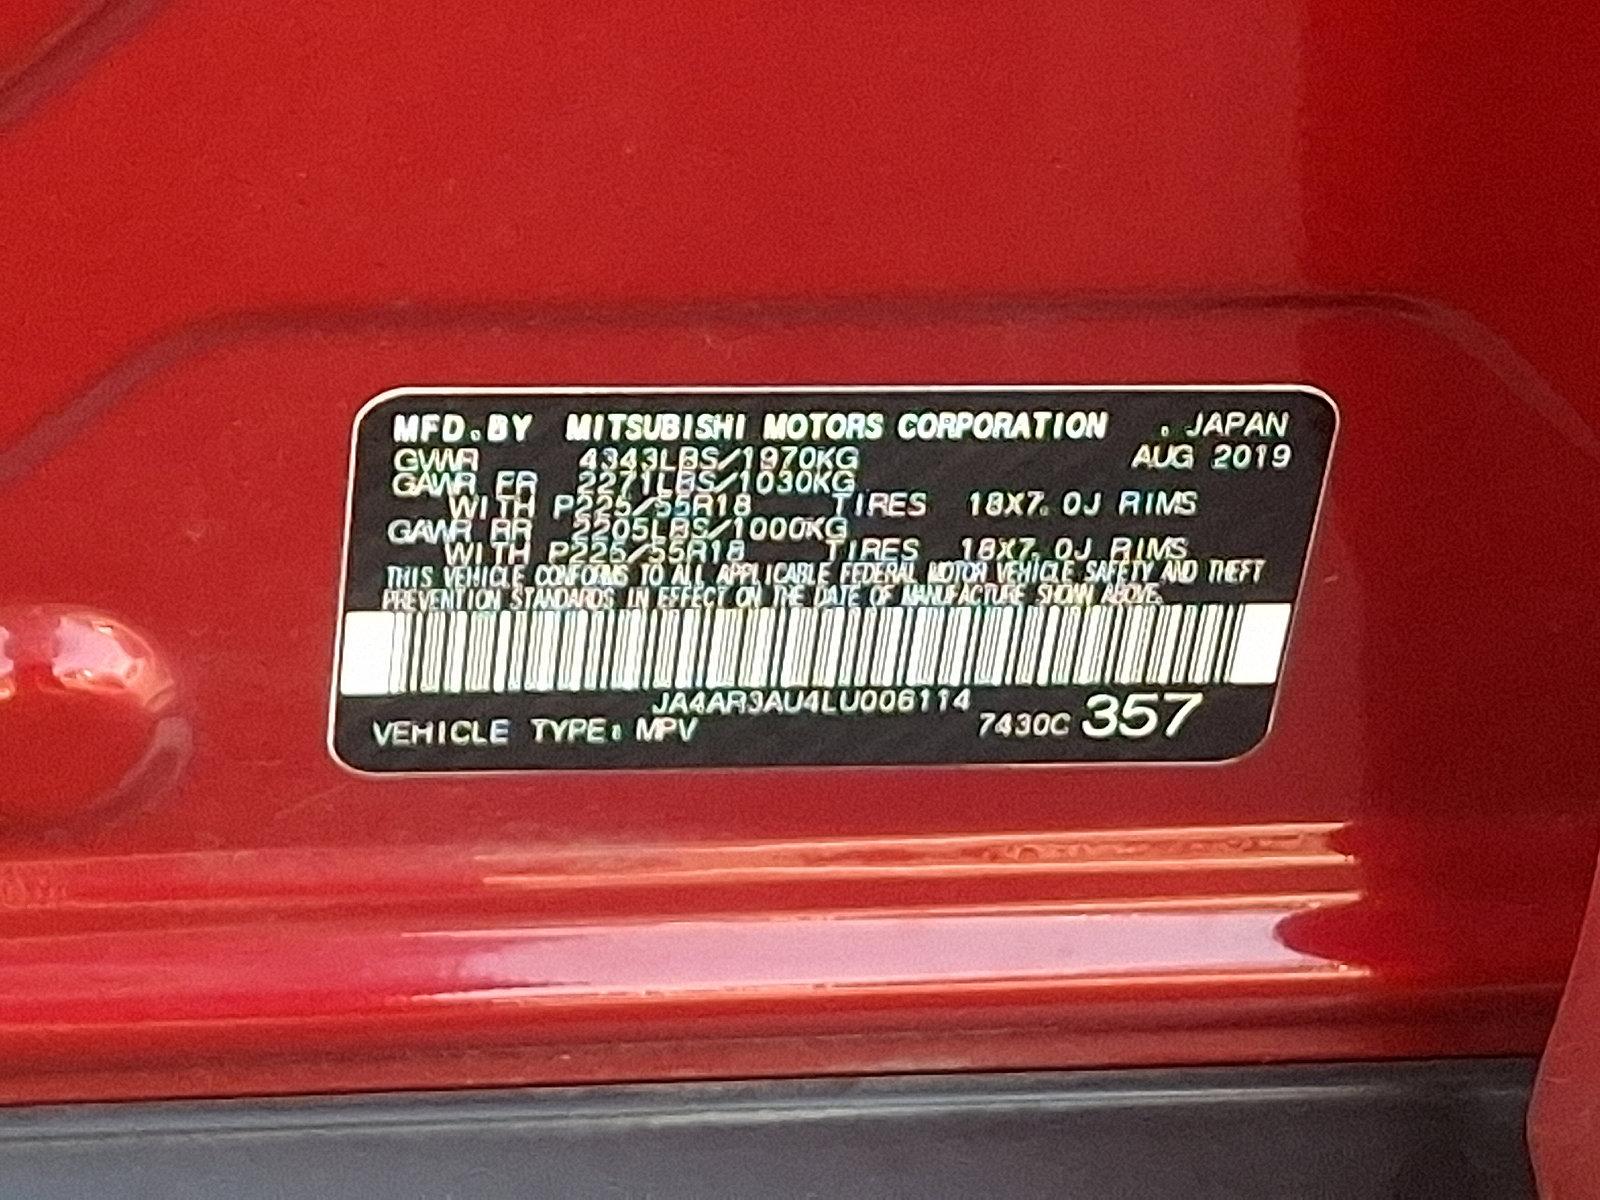 MFD.BY MITSUBISHI MOTORS CORPORATION . JAPAN
GVWR 4343LBS/1970KG AUG 2019
GAWR FR 2271LBS/1030KG
WITH P225/55R18 TIRES 18X7.0J RIMS
GAWR RR 2205LBS/1000KG
WITH P225/55R18 TIRES 18X7.0J RIMS
THIS VEHICLE CONFORMS TO ALL APPLICABLE FEDERAL MOTOR VEHICLE SAFETY AND THEFT
PREVENTION STANDARDS IN EFFECT ON THE DATE OF MANUFACTURE SHOWN ABOVE.
JA4AR3AU4LU006114
VEHICLE TYPE: MPV 7430C 357